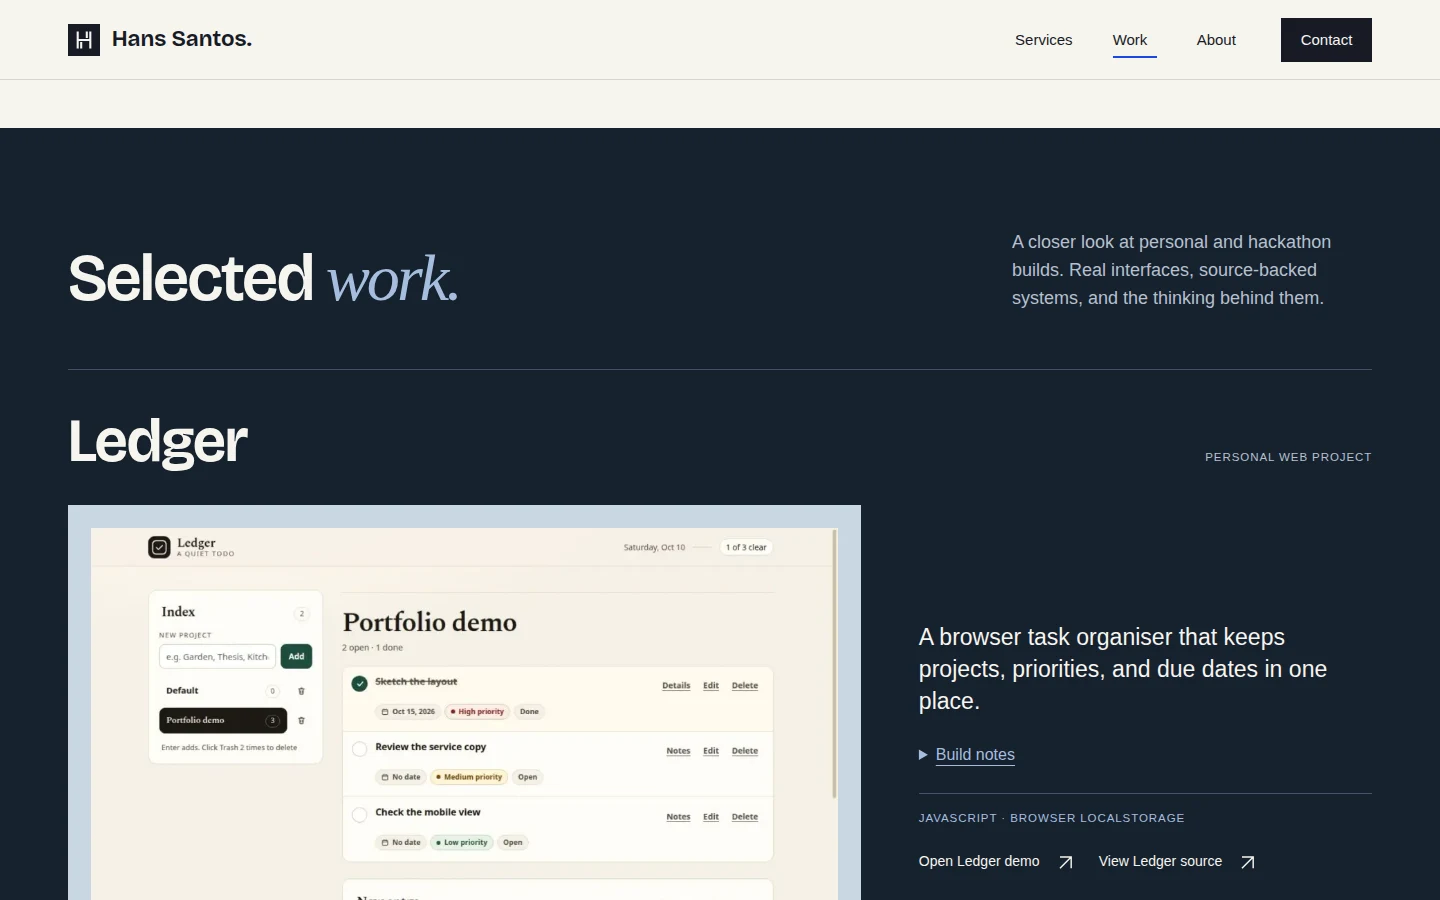 Hans Santos.
Services
Work
About
Contact
Selected work.
A closer look at personal and hackathon
builds. Real interfaces, source-backed
systems, and the thinking behind them.
Ledger
PERSONAL WEB PROJECT
Ledger
A QUIET TODO
Saturday, Oct 10
1 of 3 clear
Index
2
NEW PROJECT
e.g. Garden, Thesis, Kitch
Add
Default
0
Portfolio demo
3
Enter adds. Click Trash 2 times to delete
Portfolio demo
2 open · 1 done
Sketch the layout
Details Edit Delete
Oct 15, 2026 High priority Done
Review the service copy
Notes Edit Delete
No date Medium priority Open
Check the mobile view
Notes Edit Delete
No date Low priority Open
A browser task organiser that keeps
projects, priorities, and due dates in one
place.
Build notes
JAVASCRIPT · BROWSER LOCALSTORAGE
Open Ledger demo
View Ledger source